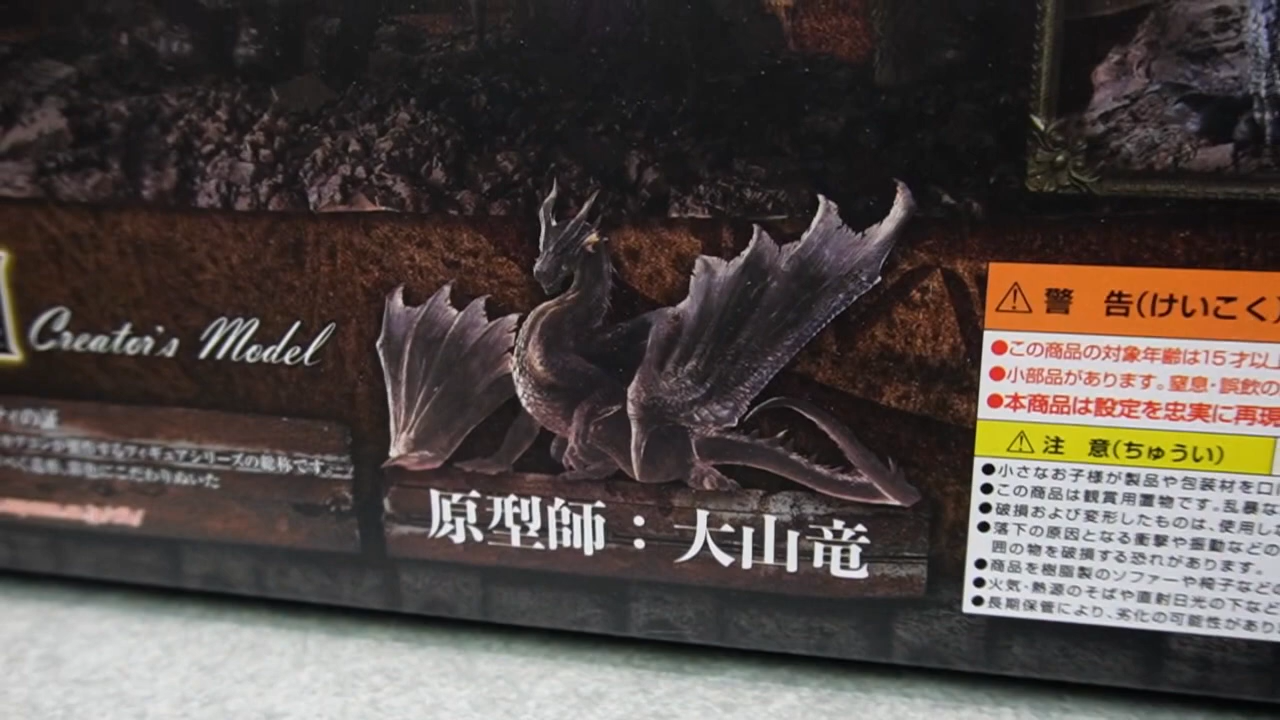 Creator's Model
原型師：大山竜
警 告(けいこく)
●この商品の対象年齢は15才以上
●小部品があります。窒息・誤飲の
●本商品は設定を忠実に再現
注 意(ちゅうい)
●小さなお子様が製品や包装材を口
●この商品は観賞用置物です。乱暴な
●破損および変形したものは、使用し
●落下の原因となる衝撃や振動などの
囲の物を破損する恐れがあります。
●商品を樹脂製のソファーや椅子などの
●火気・熱源のそばや直射日光の下など
●長期保管により、劣化の可能性があり